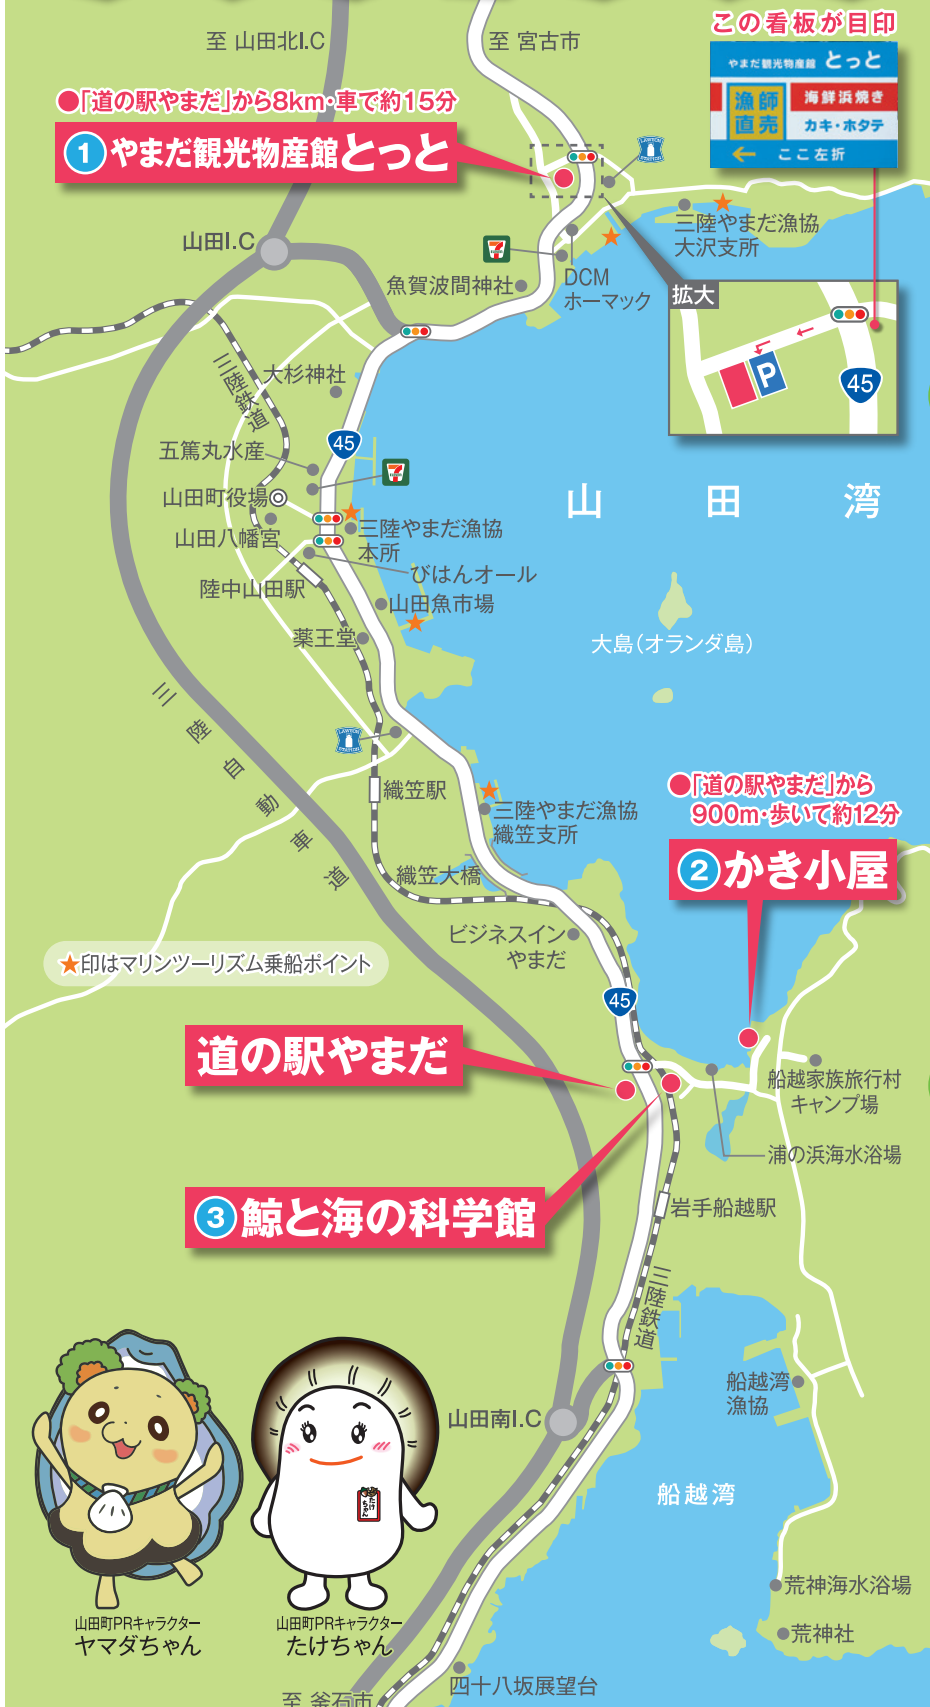 この看板が目印
至 山田北I.C
至 宮古市
やまだ観光物産館 とっと
漁師
直売
海鮮浜焼き
カキ・ホタテ
ここ左折
●「道の駅やまだ」から8km・車で約15分
1 やまだ観光物産館とっと
LAWSON
STATION
三陸やまだ漁協
大沢支所
山田I.C
魚賀波間神社
DCM
ホーマック
拡大
P
45
三陸鉄道
大杉神社
45
五篤丸水産
山田町役場
山田八幡宮
三陸やまだ漁協
本所
山田湾
びはんオール
陸中山田駅
山田魚市場
大島(オランダ島)
薬王堂
三陸自動車道
LAWSON
STATION
織笠駅
三陸やまだ漁協
織笠支所
●「道の駅やまだ」から
900m・歩いて約12分
2 かき小屋
織笠大橋
ビジネスイン
やまだ
★印はマリンツーリズム乗船ポイント
45
道の駅やまだ
船越家族旅行村
キャンプ場
浦の浜海水浴場
3 鯨と海の科学館
岩手船越駅
三陸鉄道
船越湾
漁協
山田南I.C
船越湾
たけちゃん
荒神海水浴場
荒神社
山田町PRキャラクター
ヤマダちゃん
山田町PRキャラクター
たけちゃん
四十八坂展望台
至 釜石市